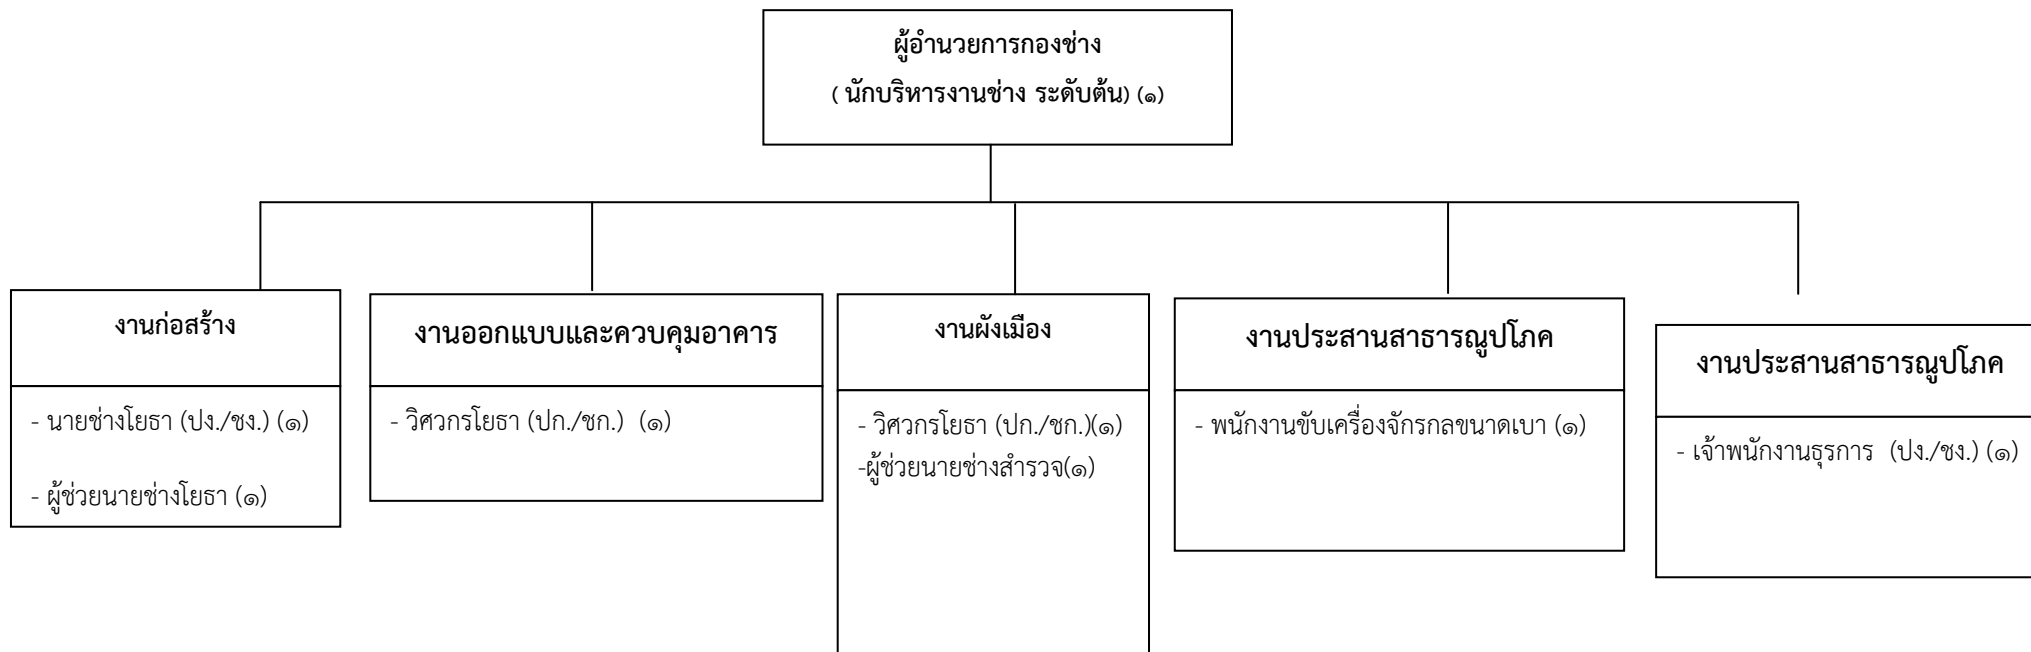 ผู้อำนวยการกองช่าง
( นักบริหารงานช่าง ระดับต้น) (๑)
งานก่อสร้าง
- นายช่างโยธา (ปง./ชง.) (๑)
- ผู้ช่วยนายช่างโยธา (๑)
งานออกแบบและควบคุมอาคาร
- วิศวกรโยธา (ปก./ชก.) (๑)
งานผังเมือง
- วิศวกรโยธา (ปก./ชก.)(๑)
-ผู้ช่วยนายช่างสำรวจ(๑)
งานประสานสาธารณูปโภค
- พนักงานขับเครื่องจักรกลขนาดเบา (๑)
งานประสานสาธารณูปโภค
- เจ้าพนักงานธุรการ (ปง./ชง.) (๑)